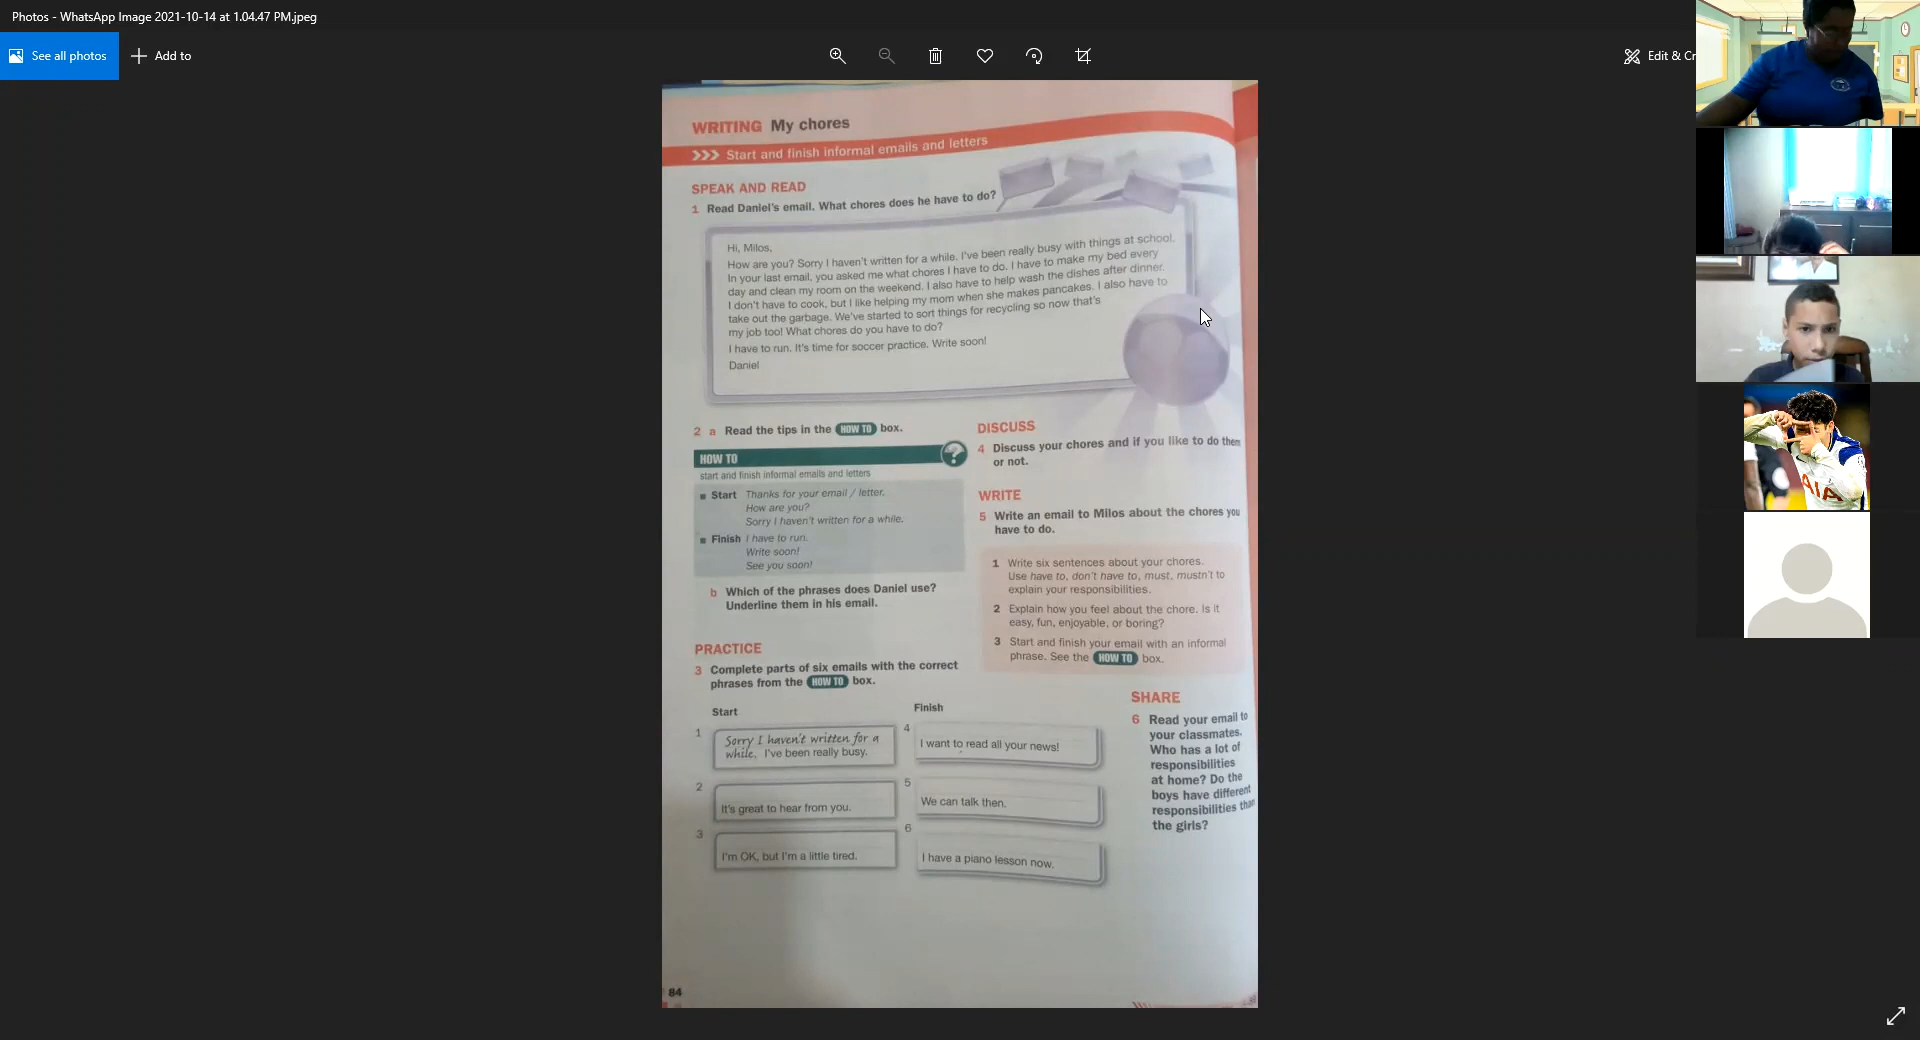 Photos - WhatsApp Image 2021-10-14 at 1.04.47 PM.jpeg
See all photos
Add to
Edit & Cr
WRITING My chores
>>> Start and finish informal emails and letters
SPEAK AND READ
1 Read Daniel's email. What chores does he have to do?
Hi, Milos,
How are you? Sorry I haven't written for a while. I've been really busy with things at school.
In your last email, you asked me what chores I have to do. I have to make my bed every
day and clean my room on the weekend. I also have to help wash the dishes after dinner.
I don't have to cook, but I like helping my mom when she makes pancakes. I also have to
take out the garbage. We've started to sort things for recycling so now that's
my job too! What chores do you have to do?
I have to run. It's time for soccer practice. Write soon!
Daniel
2 a Read the tips in the HOW TO box.
HOW TO ?
start and finish informal emails and letters
■ Start Thanks for your email / letter.
How are you?
Sorry I haven't written for a while.
■ Finish I have to run.
Write soon!
See you soon!
b Which of the phrases does Daniel use?
Underline them in his email.
PRACTICE
3 Complete parts of six emails with the correct
phrases from the HOW TO box.
Start
1 Sorry I haven't written for a
while. I've been really busy.
2 It's great to hear from you.
3 I'm OK, but I'm a little tired.
Finish
4 I want to read all your news!
5 We can talk then.
6 I have a piano lesson now.
DISCUSS
4 Discuss your chores and if you like to do them
or not.
WRITE
5 Write an email to Milos about the chores you
have to do.
1 Write six sentences about your chores.
Use have to, don't have to, must, mustn't to
explain your responsibilities.
2 Explain how you feel about the chore. Is it
easy, fun, enjoyable, or boring?
3 Start and finish your email with an informal
phrase. See the HOW TO box.
SHARE
6 Read your email to
your classmates.
Who has a lot of
responsibilities
at home? Do the
boys have different
responsibilities than
the girls?
84
AIA